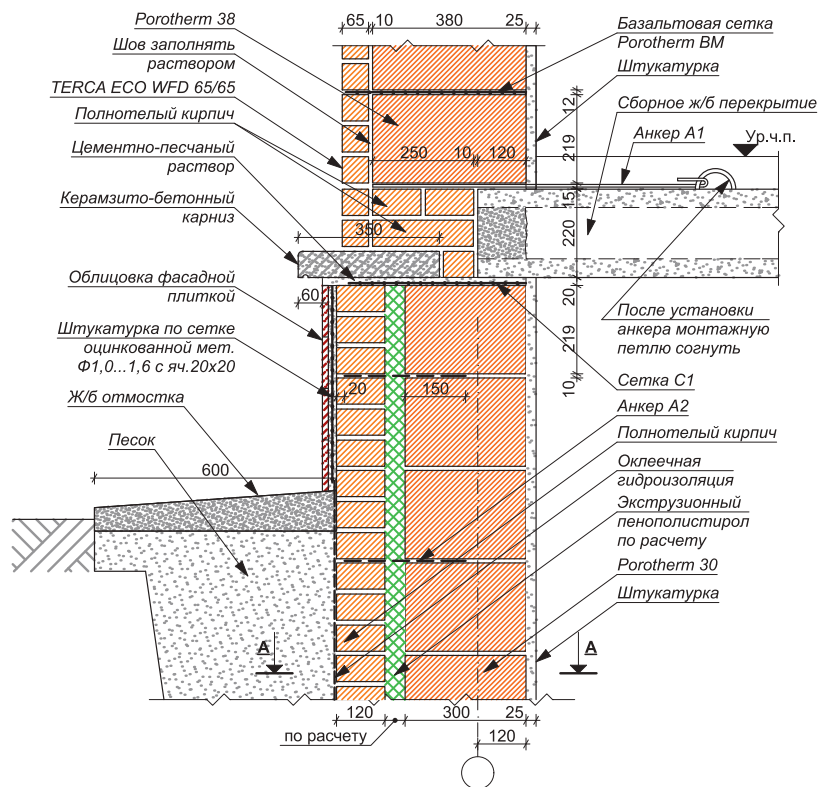 65 10 380 25
Porotherm 38
Шов заполнять
раствором
TERCA ECO WFD 65/65
Полнотелый кирпич
Цементно-песчаный
раствор
Керамзито-бетонный
карниз
Облицовка фасадной
плиткой
Штукатурка по сетке
оцинкованной мет.
Ф1,0...1,6 с яч.20x20
Ж/б отмостка
Песок
600
350
60
250 10 120
20 150
Базальтовая сетка
Porotherm BM
Штукатурка
Сборное ж/б перекрытие
Анкер А1
Ур.ч.п.
12
219
15
220
20
219
10
После установки
анкера монтажную
петлю согнуть
Сетка С1
Анкер А2
Полнотелый кирпич
Оклеечная
гидроизоляция
Экструзионный
пенополистирол
по расчету
Porotherm 30
Штукатурка
А А
120 300 25
по расчету
120